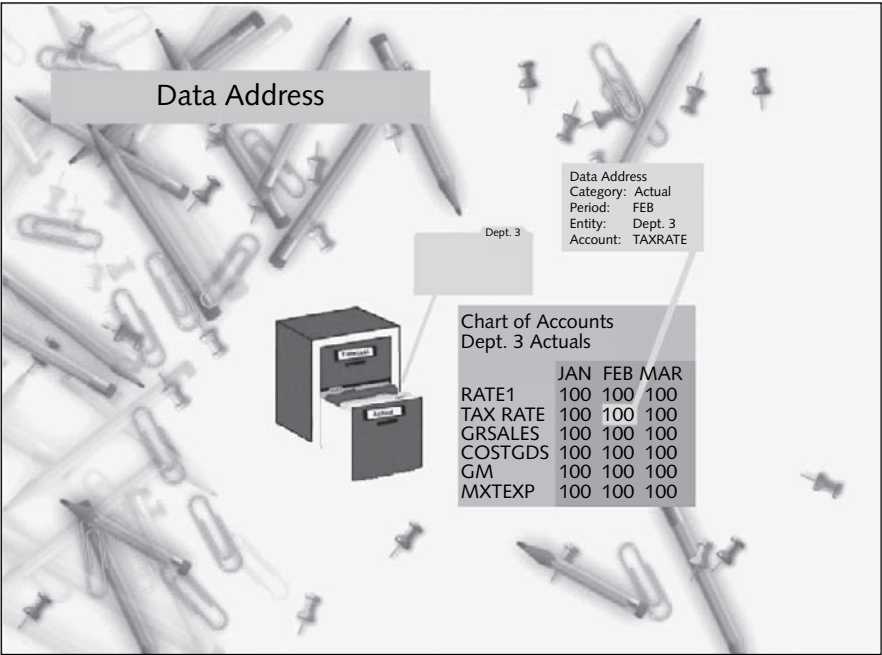 Data Address
Data Address
Category: Actual
Period: FEB
Entity: Dept. 3
Account: TAXRATE
Dept. 3
Chart of Accounts
Dept. 3 Actuals
JAN FEB MAR
RATE1 100 100 100
TAX RATE 100 100 100
GRSALES 100 100 100
COSTGDS 100 100 100
GM 100 100 100
MXTEXP 100 100 100
Actual